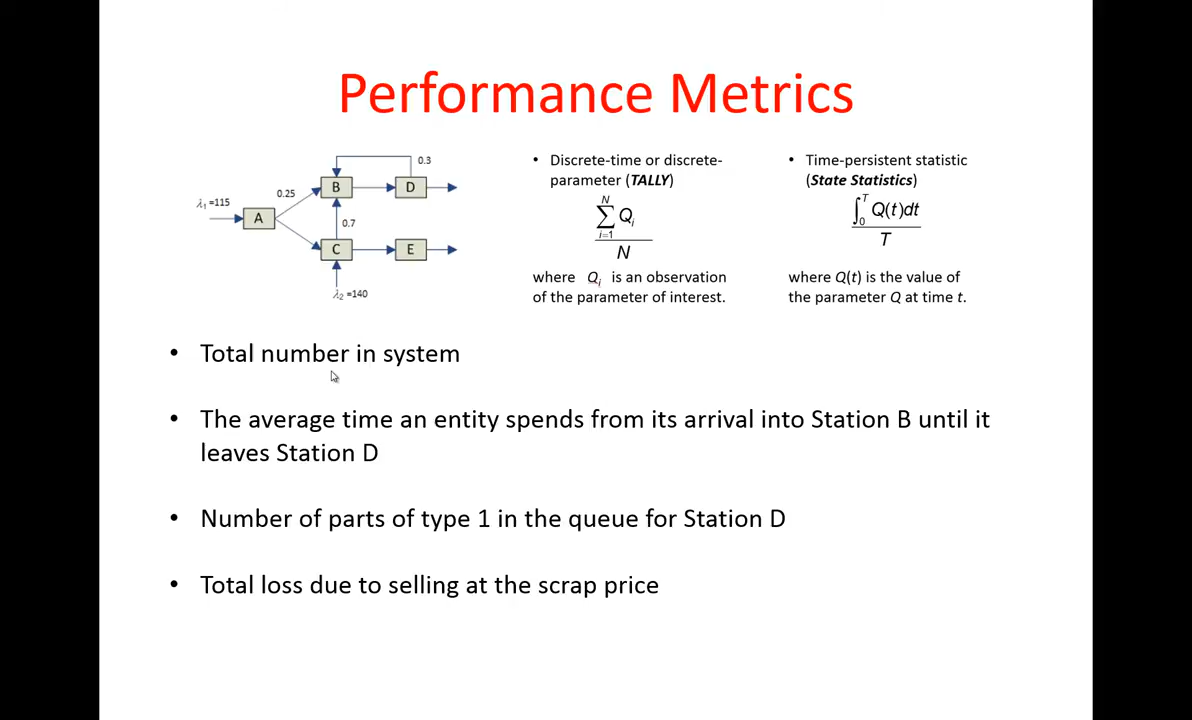 Performance Metrics
0.3
B
D
0.25
λ1 =115
A
0.7
C
E
λ2 =140
• Discrete-time or discrete-
parameter (TALLY)
N
∑ Qi
i=1
N
where Qi is an observation
of the parameter of interest.
• Time-persistent statistic
(State Statistics)
∫0T Q(t)dt
T
where Q(t) is the value of
the parameter Q at time t.
• Total number in system
• The average time an entity spends from its arrival into Station B until it
leaves Station D
• Number of parts of type 1 in the queue for Station D
• Total loss due to selling at the scrap price